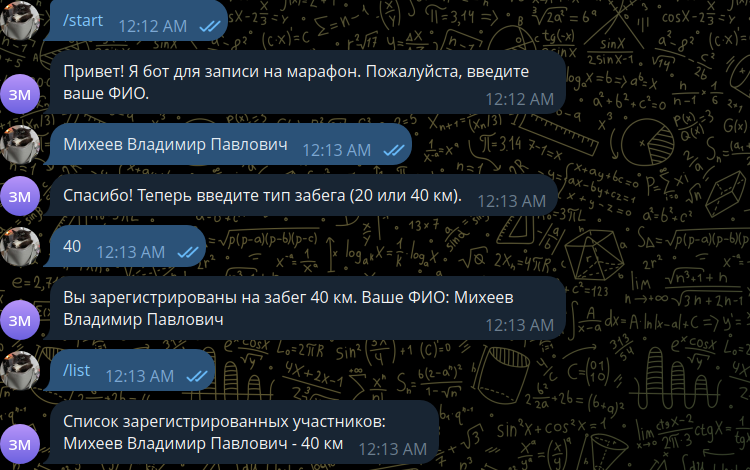 /start 12:12 AM
Привет! Я бот для записи на марафон. Пожалуйста, введите
ваше ФИО. 12:12 AM
ЗМ
Михеев Владимир Павлович 12:13 AM
Спасибо! Теперь введите тип забега (20 или 40 км). 12:13 AM
ЗМ
40 12:13 AM
Вы зарегистрированы на забег 40 км. Ваше ФИО: Михеев
Владимир Павлович 12:13 AM
ЗМ
/list 12:13 AM
Список зарегистрированных участников:
Михеев Владимир Павлович - 40 км 12:13 AM
ЗМ